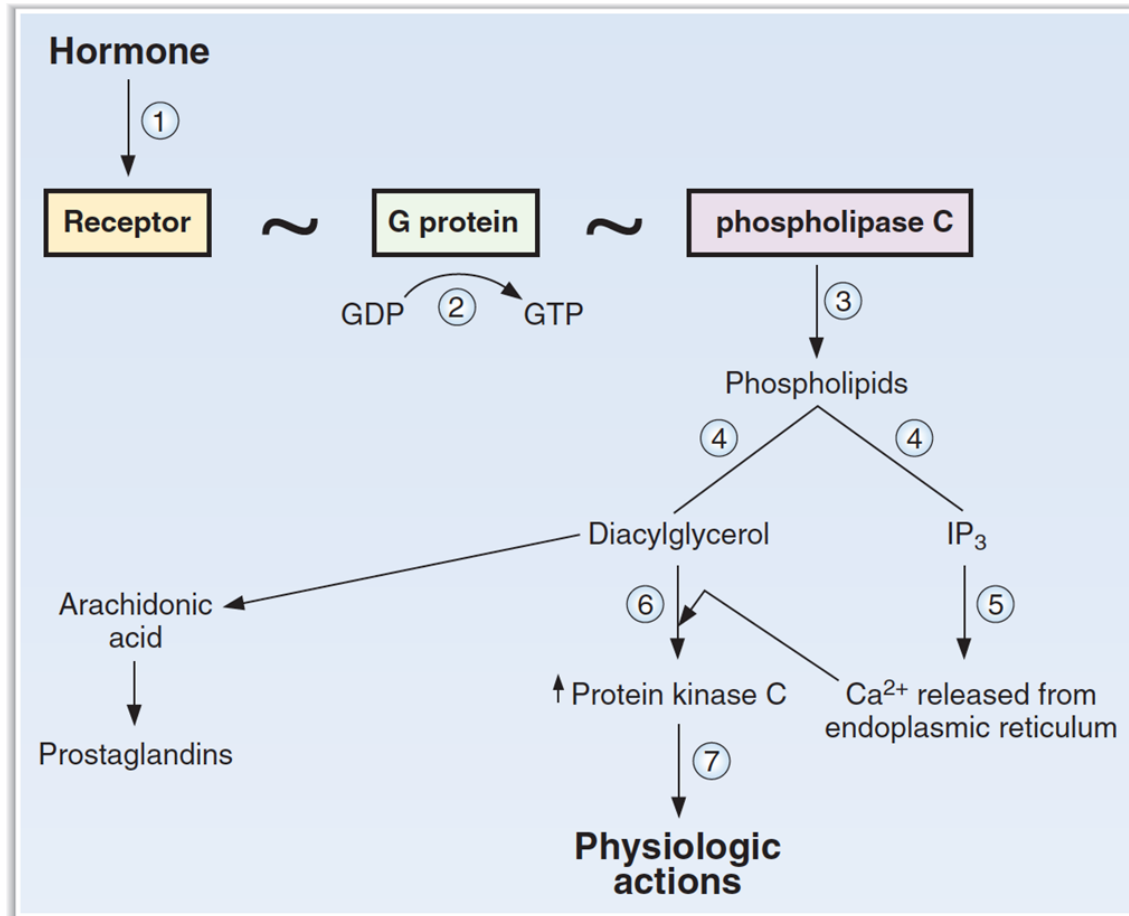 Hormone
①
Receptor ~ G protein ~ phospholipase C
GDP ② GTP
③
Phospholipids
④ ④
Diacylglycerol IP₃
Arachidonic
acid
⑥ ⑤
↑ Protein kinase C
Ca²⁺ released from
endoplasmic reticulum
Prostaglandins
⑦
Physiologic
actions